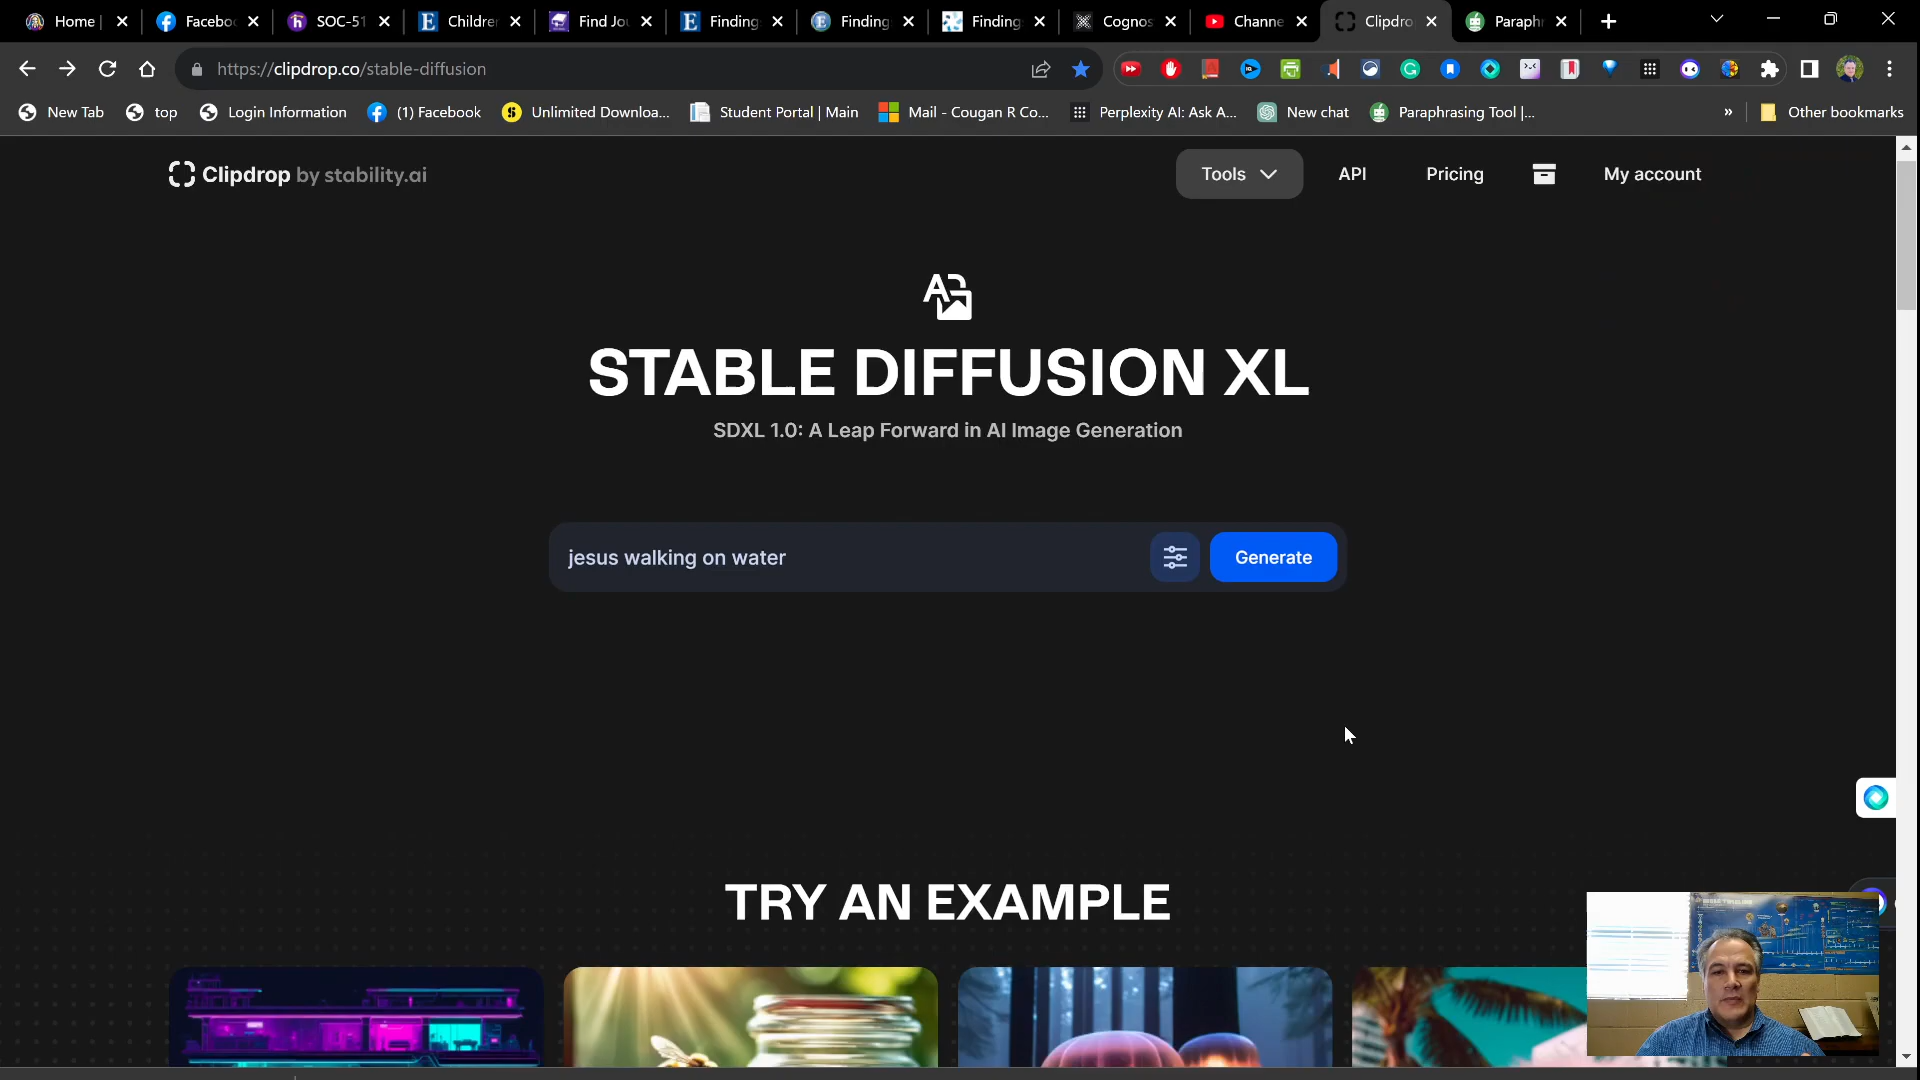 Home
Facebo
SOC-51
Childre
Find Jo
Finding
Finding
Finding
Cognos
Channe
Clipdro
Paraph
https://clipdrop.co/stable-diffusion
New Tab
top
Login Information
(1) Facebook
Unlimited Downloa...
Student Portal | Main
Mail - Cougan R Co...
Perplexity AI: Ask A...
New chat
Paraphrasing Tool |...
»
Other bookmarks
Clipdrop by stability.ai
Tools
API
Pricing
My account
STABLE DIFFUSION XL
SDXL 1.0: A Leap Forward in AI Image Generation
jesus walking on water
Generate
TRY AN EXAMPLE